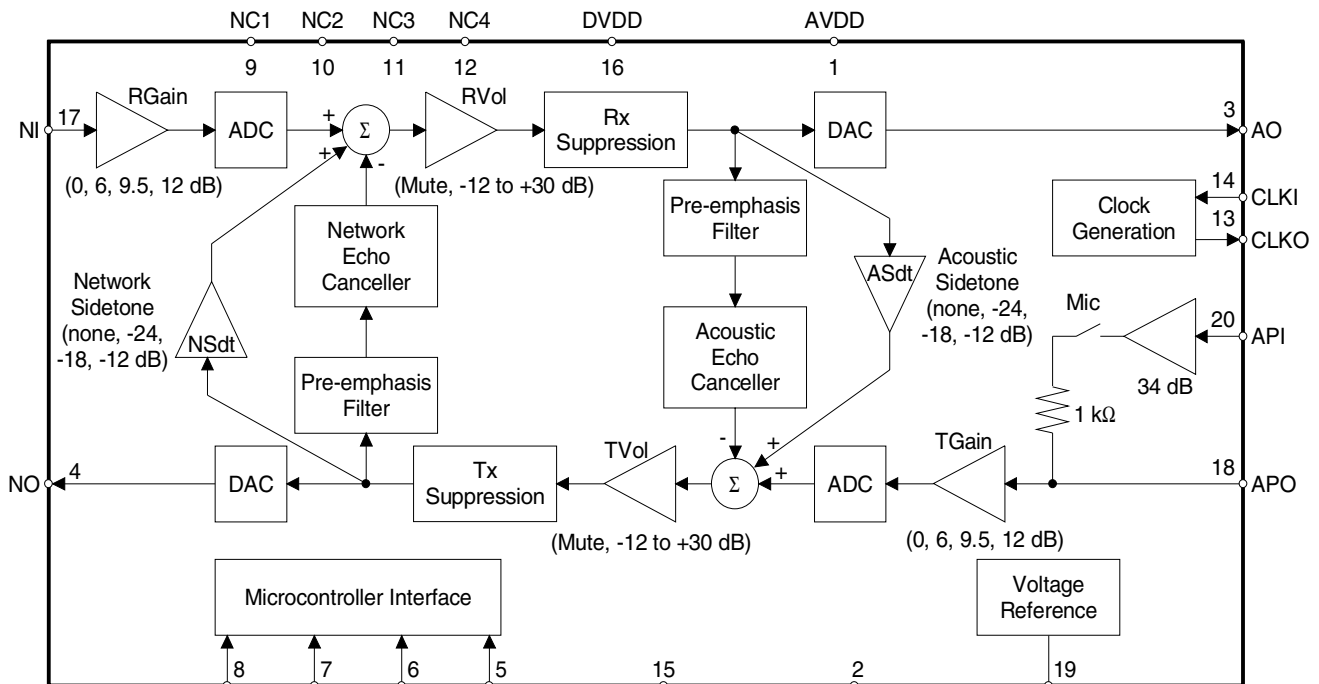 NC1 NC2 NC3 NC4 DVDD AVDD
9 10 11 12 16 1
NI 17 RGain
ADC
+
Σ
+
-
RVol
Rx
Suppression
DAC
3 AO
(0, 6, 9.5, 12 dB)
(Mute, -12 to +30 dB)
14 CLKI
Clock
Generation
13 CLKO
Network
Echo
Canceller
Pre-emphasis
Filter
ASdt
Acoustic
Sidetone
(none, -24,
-18, -12 dB)
Network
Sidetone
(none, -24,
-18, -12 dB)
NSdt
Acoustic
Echo
Canceller
Mic
20 API
34 dB
Pre-emphasis
Filter
1 kΩ
NO 4
DAC
Tx
Suppression
TVol
-
+
Σ
+
ADC
TGain
18 APO
(Mute, -12 to +30 dB)
(0, 6, 9.5, 12 dB)
Microcontroller Interface
Voltage
Reference
8 7 6 5 15 2 19